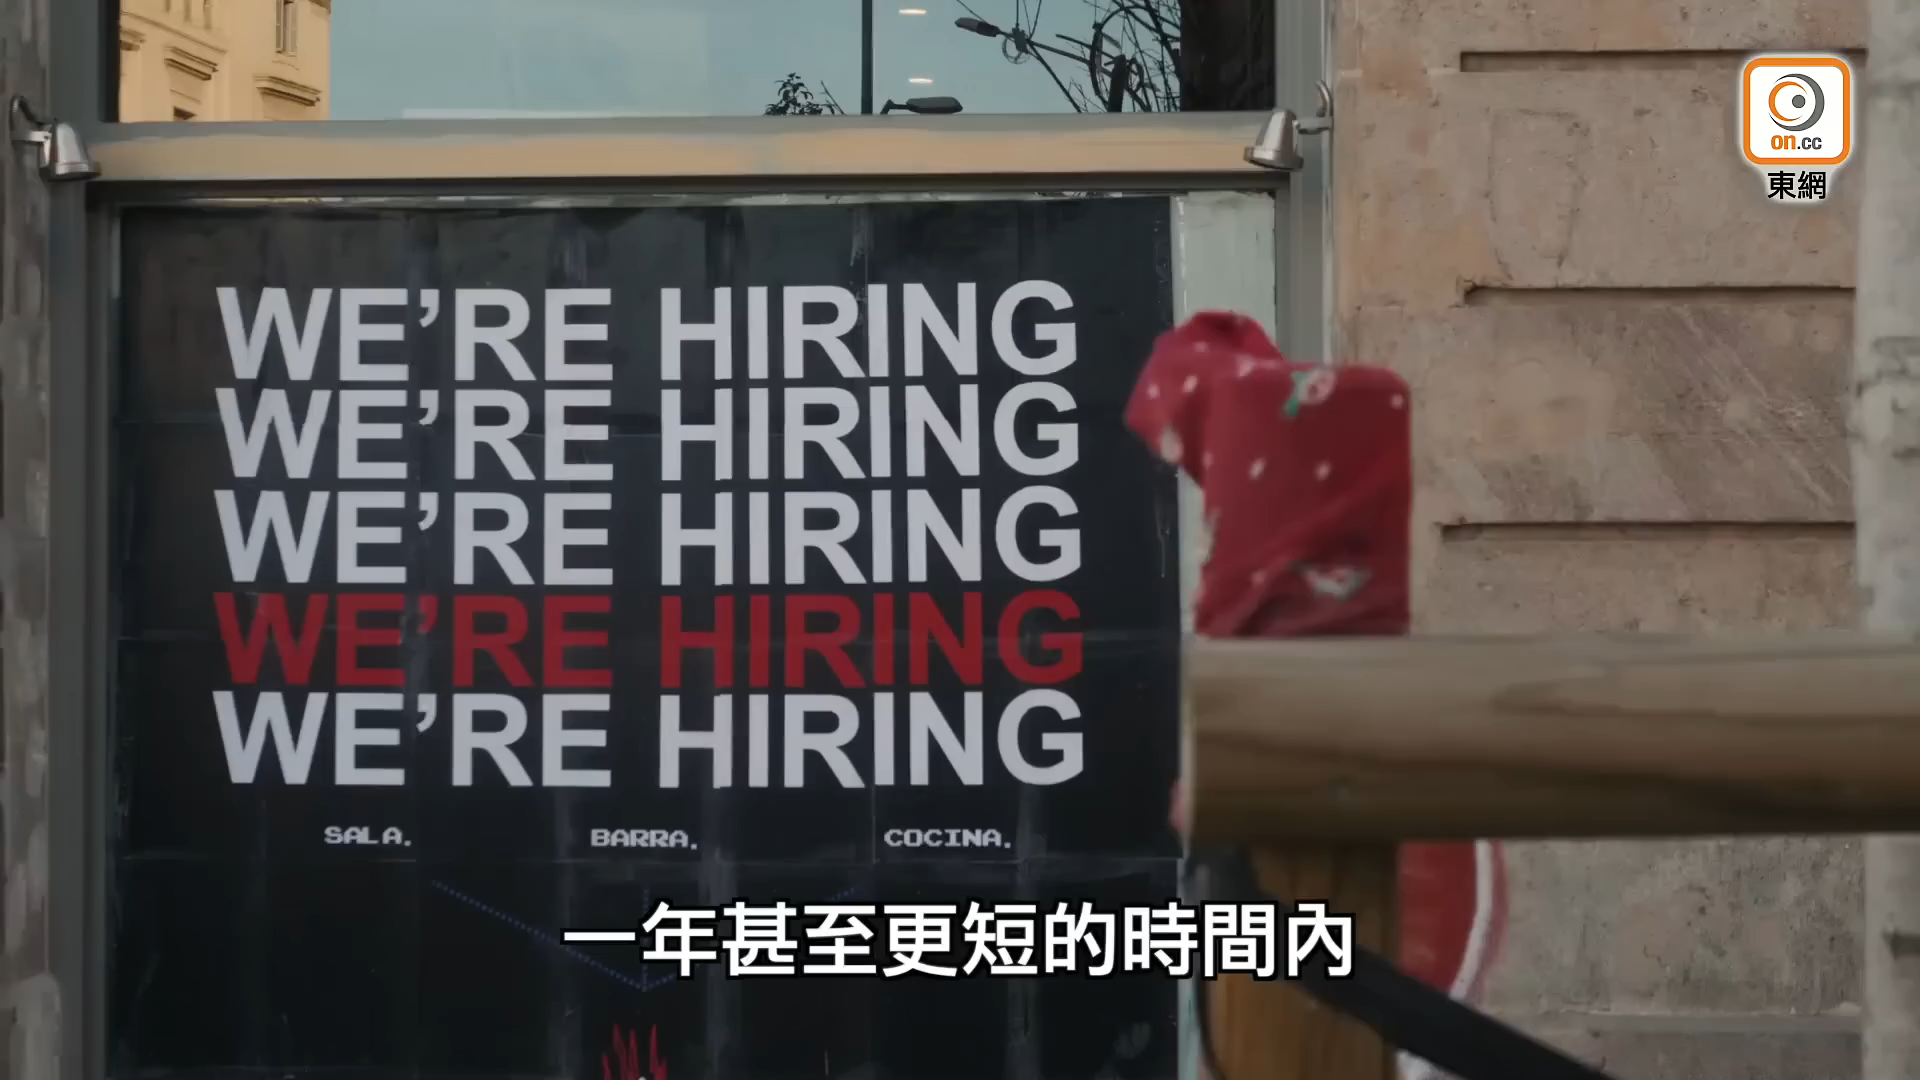 on.cc
東網
WE’RE HIRING
WE’RE HIRING
WE’RE HIRING
WE’RE HIRING
WE’RE HIRING
SALA. BARRA. COCINA.
一年甚至更短的時間內